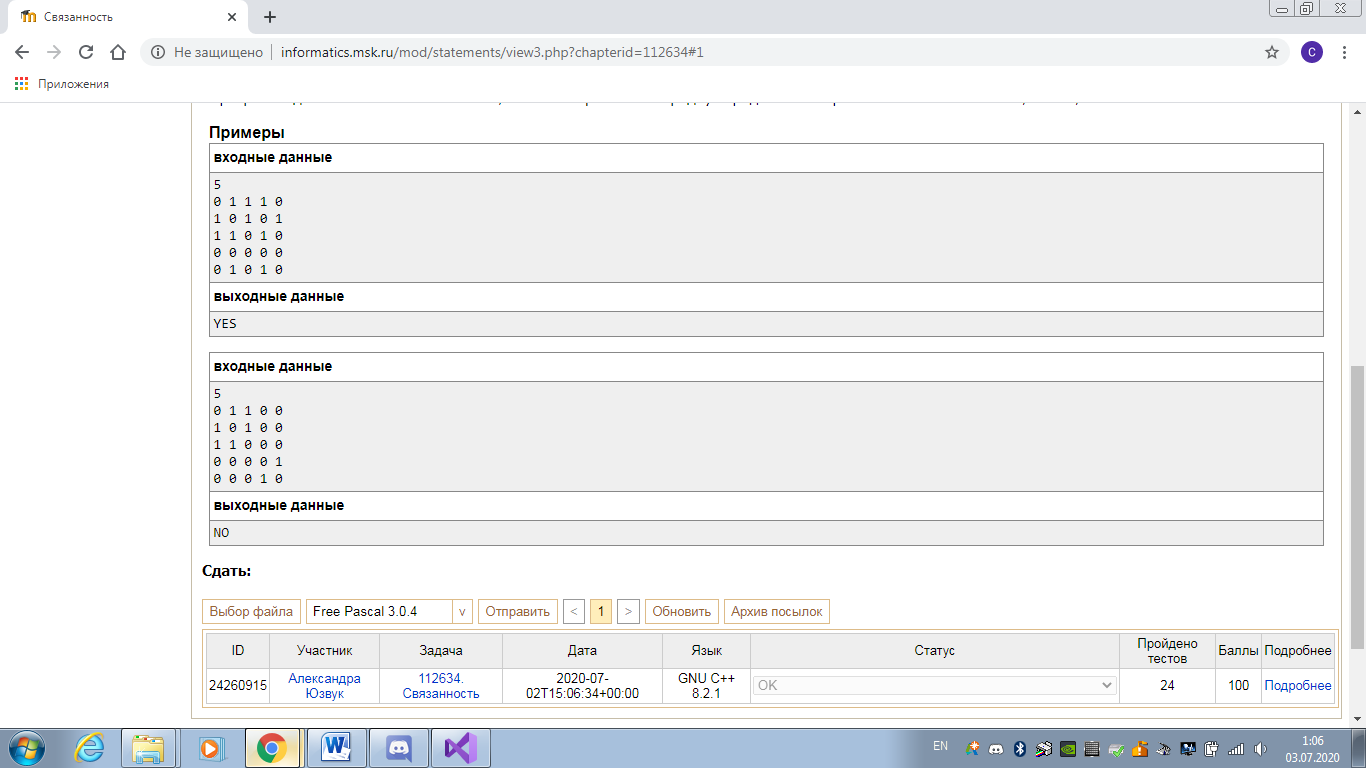 Связанность
Не защищено
informatics.msk.ru/mod/statements/view3.php?chapterid=112634#1
С
Приложения
Примеры
входные данные
5
0 1 1 1 0
1 0 1 0 1
1 1 0 1 0
0 0 0 0 0
0 1 0 1 0
выходные данные
YES
входные данные
5
0 1 1 0 0
1 0 1 0 0
1 1 0 0 0
0 0 0 0 1
0 0 0 1 0
выходные данные
NO
Сдать:
Выбор файла Free Pascal 3.0.4 v Отправить < 1 > Обновить Архив посылок
ID Участник Задача Дата Язык Статус Пройдено тестов Баллы Подробнее
24260915 Александра Юзвук 112634. Связанность 2020-07-02T15:06:34+00:00 GNU C++ 8.2.1 OK 24 100 Подробнее
EN
1:06
03.07.2020